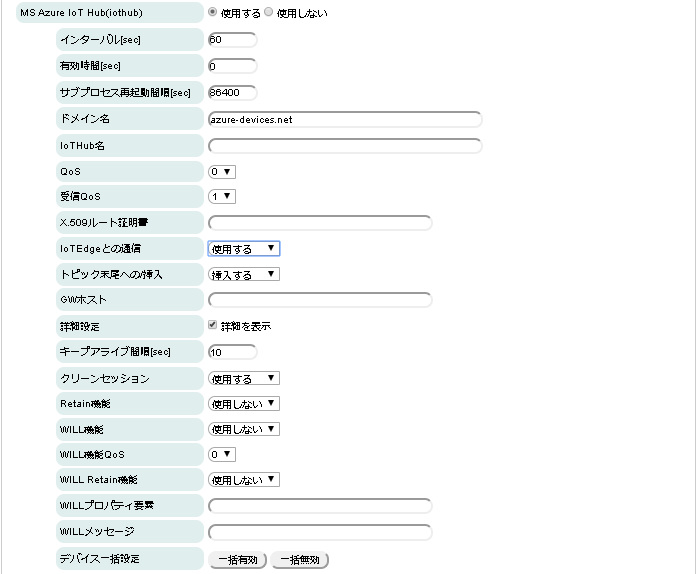 MS Azure IoT Hub(iothub) 使用する 使用しない
インターバル[sec] 60
有効時間[sec] 0
サブプロセス再起動間隔[sec] 86400
ドメイン名 azure-devices.net
IoTHub名
QoS 0
受信QoS 1
X.509ルート証明書
IoTEdgeとの通信 使用する
トピック末尾への/挿入 挿入する
GWホスト
詳細設定 詳細を表示
キープアライブ間隔[sec] 10
クリーンセッション 使用する
Retain機能 使用しない
WILL機能 使用しない
WILL機能QoS 0
WILL Retain機能 使用しない
WILLプロパティ要素
WILLメッセージ
デバイス一括設定 一括有効 一括無効